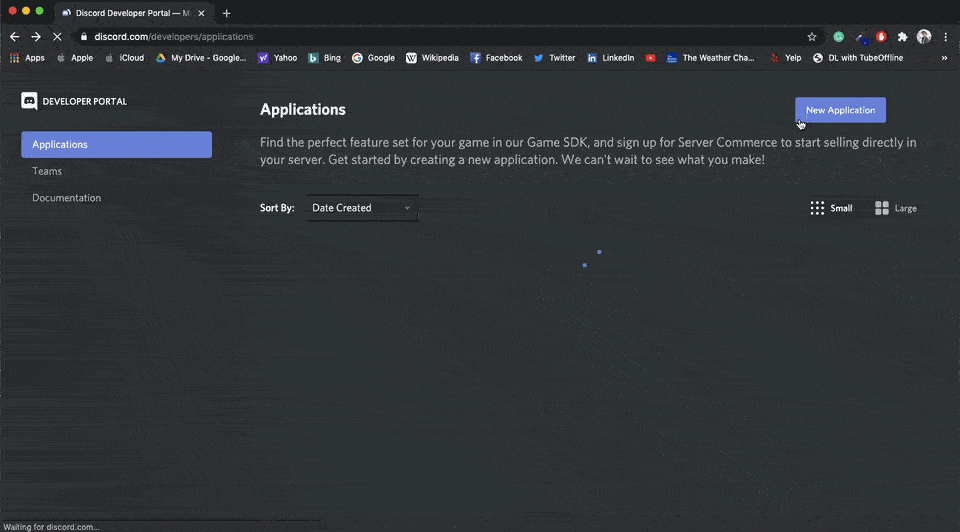 Discord Developer Portal — M
discord.com/developers/applications
Apps
Apple
iCloud
My Drive - Google...
Yahoo
Bing
Google
Wikipedia
Facebook
Twitter
LinkedIn
The Weather Cha...
Yelp
DL with TubeOffline
»
DEVELOPER PORTAL
Applications
Teams
Documentation
Applications
New Application
Find the perfect feature set for your game in our Game SDK, and sign up for Server Commerce to start selling directly in
your server. Get started by creating a new application. We can't wait to see what you make!
Sort By:
Date Created
Small
Large
Waiting for discord.com...